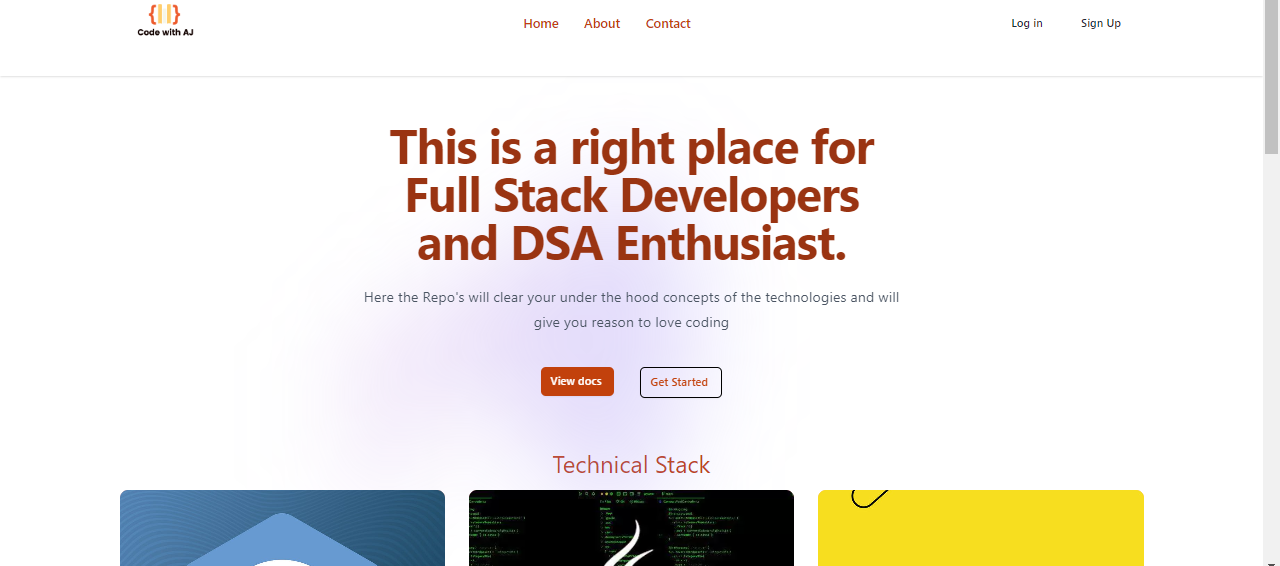 Code with AJ
Home About Contact
Log in Sign Up
This is a right place for
Full Stack Developers
and DSA Enthusiast.
Here the Repo's will clear your under the hood concepts of the technologies and will
give you reason to love coding
View docs Get Started
Technical Stack